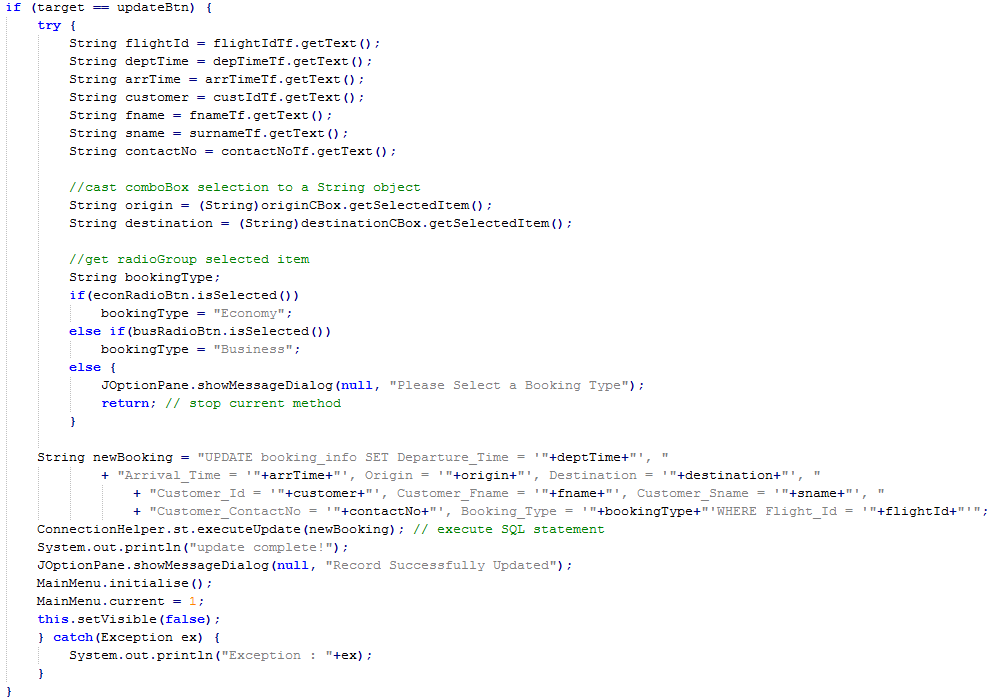 if (target == updateBtn) {
try {
String flightId = flightIdTf.getText();
String deptTime = depTimeTf.getText();
String arrTime = arrTimeTf.getText();
String customer = custIdTf.getText();
String fname = fnameTf.getText();
String sname = surnameTf.getText();
String contactNo = contactNoTf.getText();
//cast comboBox selection to a String object
String origin = (String)originCBox.getSelectedItem();
String destination = (String)destinationCBox.getSelectedItem();
//get radioGroup selected item
String bookingType;
if(econRadioBtn.isSelected())
bookingType = "Economy";
else if(busRadioBtn.isSelected())
bookingType = "Business";
else {
JOptionPane.showMessageDialog(null, "Please Select a Booking Type");
return; // stop current method
}
String newBooking = "UPDATE booking_info SET Departure_Time = '"+deptTime+"', "
+ "Arrival_Time = '"+arrTime+"', Origin = '"+origin+"', Destination = '"+destination+"', "
+ "Customer_Id = '"+customer+"', Customer_Fname = '"+fname+"', Customer_Sname = '"+sname+"', "
+ "Customer_ContactNo = '"+contactNo+"', Booking_Type = '"+bookingType+"'WHERE Flight_Id = '"+flightId+"'";
ConnectionHelper.st.executeUpdate(newBooking); // execute SQL statement
System.out.println("update complete!");
JOptionPane.showMessageDialog(null, "Record Successfully Updated");
MainMenu.initialise();
MainMenu.current = 1;
this.setVisible(false);
} catch(Exception ex) {
System.out.println("Exception : "+ex);
}
}